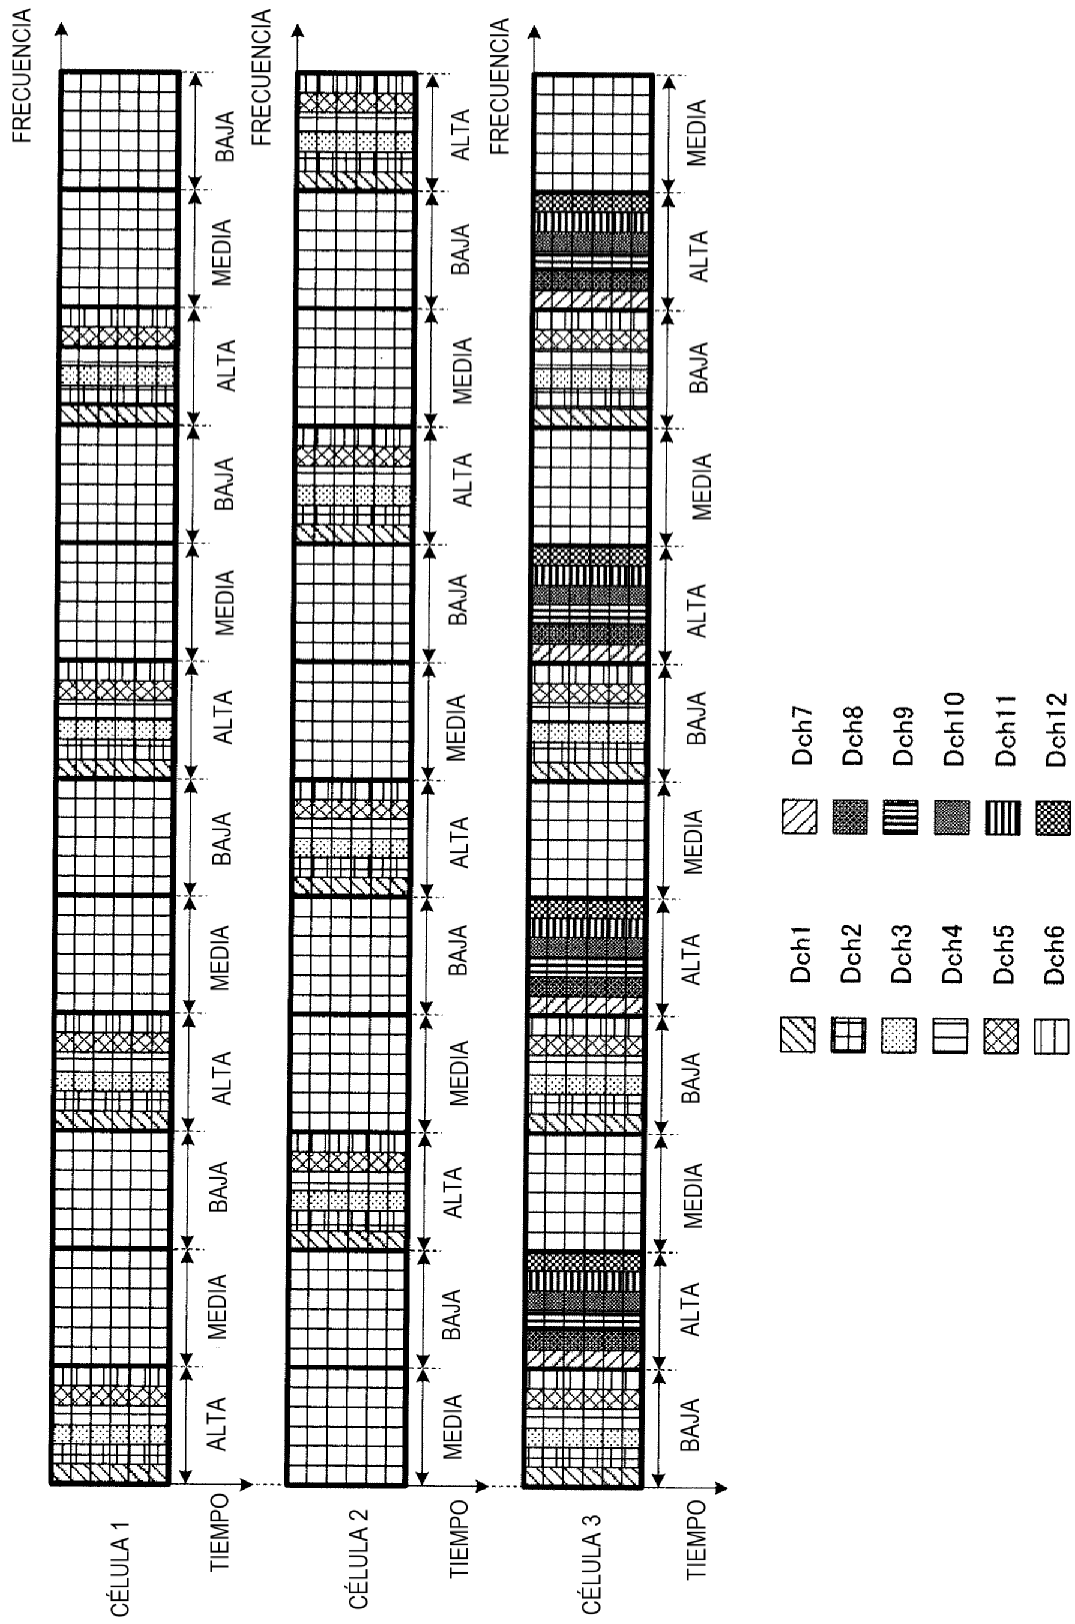 FRECUENCIA
CÉLULA 1
TIEMPO
ALTA MEDIA BAJA ALTA MEDIA BAJA ALTA MEDIA BAJA ALTA MEDIA BAJA
FRECUENCIA
CÉLULA 2
TIEMPO
MEDIA BAJA ALTA MEDIA BAJA ALTA MEDIA BAJA ALTA MEDIA BAJA ALTA
FRECUENCIA
CÉLULA 3
TIEMPO
BAJA ALTA MEDIA BAJA ALTA MEDIA BAJA ALTA MEDIA BAJA ALTA MEDIA
Dch1 Dch7
Dch2 Dch8
Dch3 Dch9
Dch4 Dch10
Dch5 Dch11
Dch6 Dch12